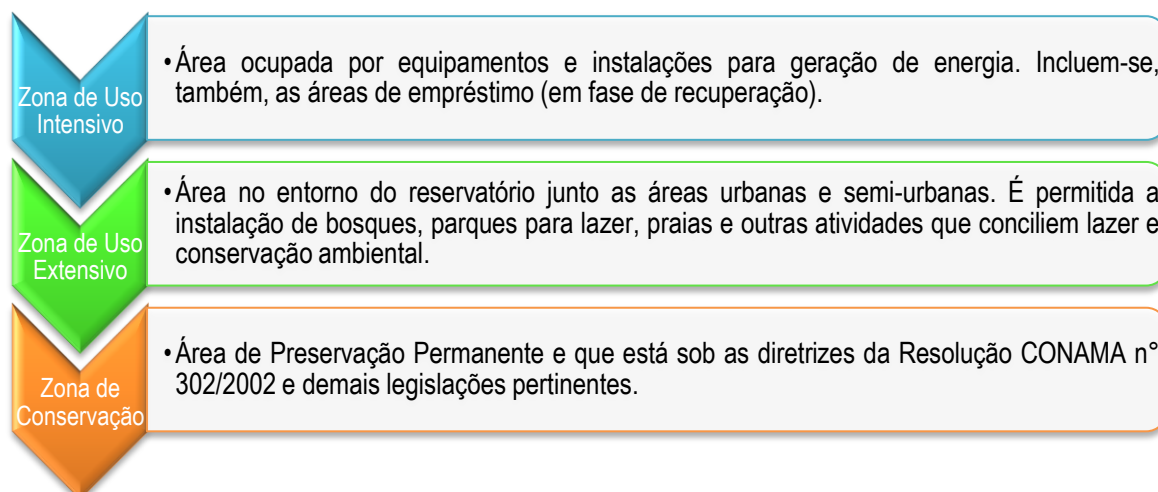 Zona de Uso
Intensivo
•Área ocupada por equipamentos e instalações para geração de energia. Incluem-se,
também, as áreas de empréstimo (em fase de recuperação).
Zona de Uso
Extensivo
•Área no entorno do reservatório junto as áreas urbanas e semi-urbanas. É permitida a
instalação de bosques, parques para lazer, praias e outras atividades que conciliem lazer e
conservação ambiental.
Zona de
Conservação
•Área de Preservação Permanente e que está sob as diretrizes da Resolução CONAMA n°
302/2002 e demais legislações pertinentes.